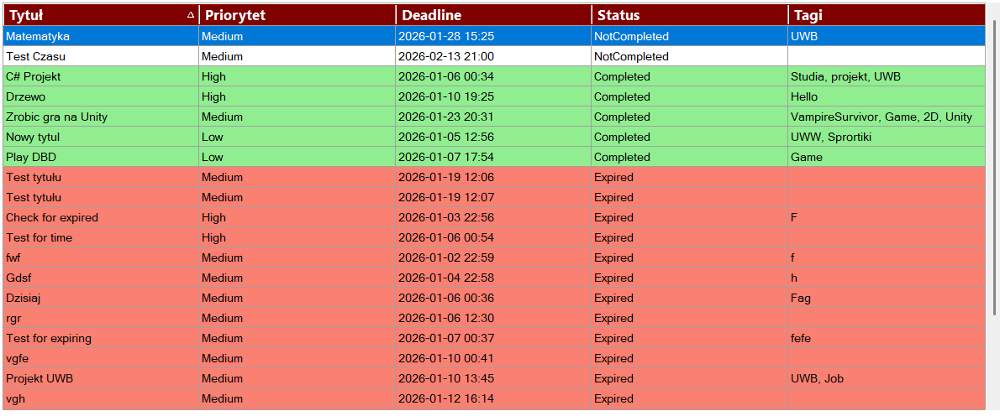 Tytuł Priorytet Deadline Status Tagi
Matematyka Medium 2026-01-28 15:25 NotCompleted UWB
Test Czasu Medium 2026-02-13 21:00 NotCompleted
C# Projekt High 2026-01-06 00:34 Completed Studia, projekt, UWB
Drzewo High 2026-01-10 19:25 Completed Hello
Zrobic gra na Unity Medium 2026-01-23 20:31 Completed VampireSurvivor, Game, 2D, Unity
Nowy tytul Low 2026-01-05 12:56 Completed UWW, Sprortiki
Play DBD Low 2026-01-07 17:54 Completed Game
Test tytułu Medium 2026-01-19 12:06 Expired
Test tytułu Medium 2026-01-19 12:07 Expired
Check for expired High 2026-01-03 22:56 Expired F
Test for time High 2026-01-06 00:54 Expired
fwf Medium 2026-01-02 22:59 Expired f
Gdsf Medium 2026-01-04 22:58 Expired h
Dzisiaj Medium 2026-01-06 00:36 Expired Fag
rgr Medium 2026-01-06 12:30 Expired
Test for expiring Medium 2026-01-07 00:37 Expired fefe
vgfe Medium 2026-01-10 00:41 Expired
Projekt UWB Medium 2026-01-10 13:45 Expired UWB, Job
vgh Medium 2026-01-12 16:14 Expired